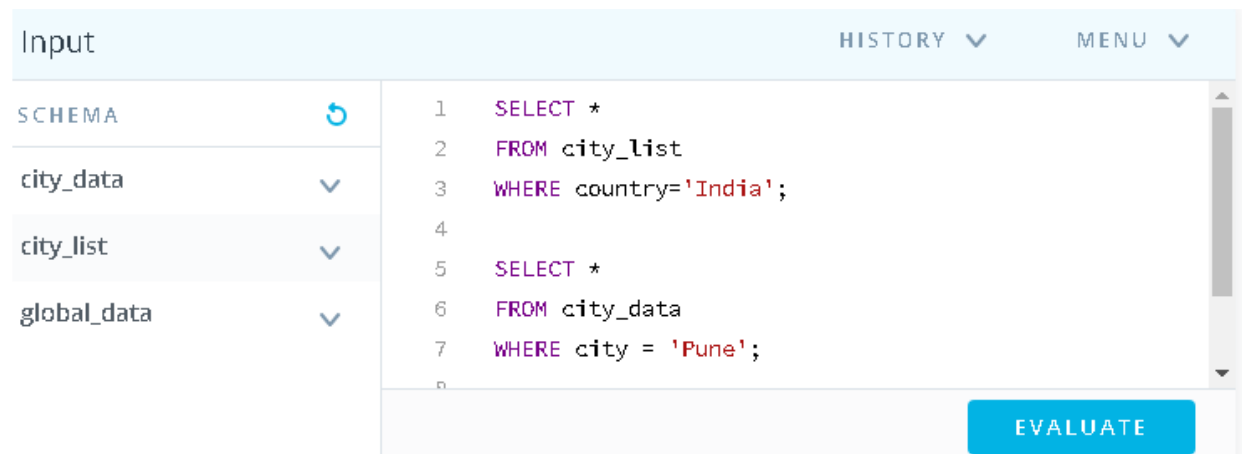 Input
HISTORY MENU
SCHEMA
city_data
city_list
global_data
1 SELECT *
2 FROM city_list
3 WHERE country='India';
4
5 SELECT *
6 FROM city_data
7 WHERE city = 'Pune';
EVALUATE